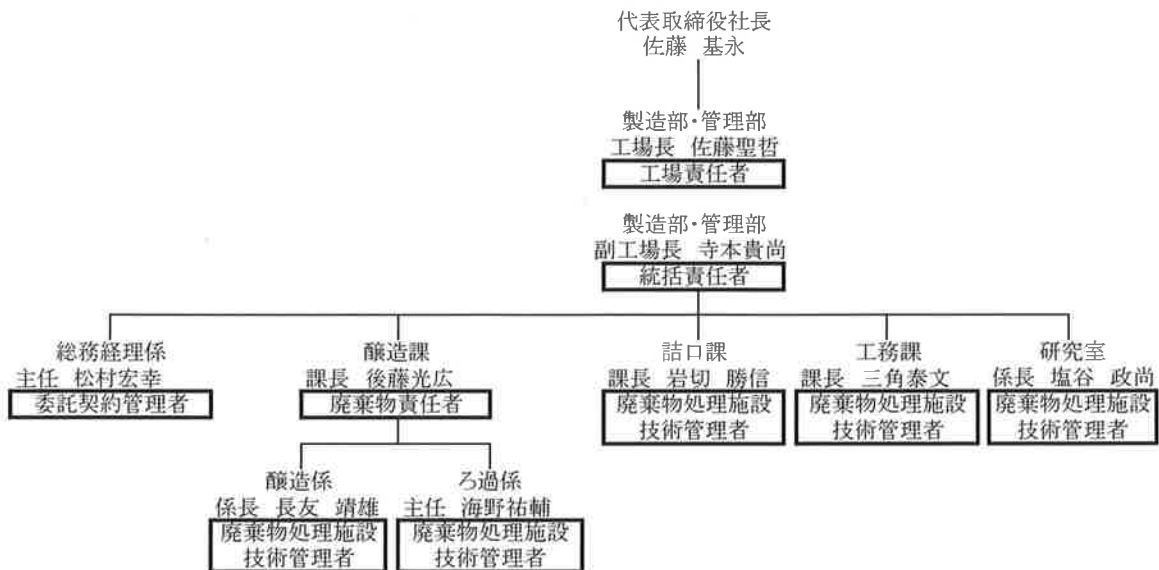 代表取締役社長
佐藤 基永
製造部・管理部
工場長 佐藤聖哲
工場責任者
製造部・管理部
副工場長 寺本貴尚
統括責任者
総務経理係
主任 松村宏幸
委託契約管理者
醸造課
課長 後藤光広
廃棄物責任者
詰口課
課長 岩切 勝信
廃棄物処理施設
技術管理者
工務課
課長 三角泰文
廃棄物処理施設
技術管理者
研究室
係長 塩谷 政尚
廃棄物処理施設
技術管理者
醸造係
係長 長友 靖雄
廃棄物処理施設
技術管理者
ろ過係
主任 海野祐輔
廃棄物処理施設
技術管理者